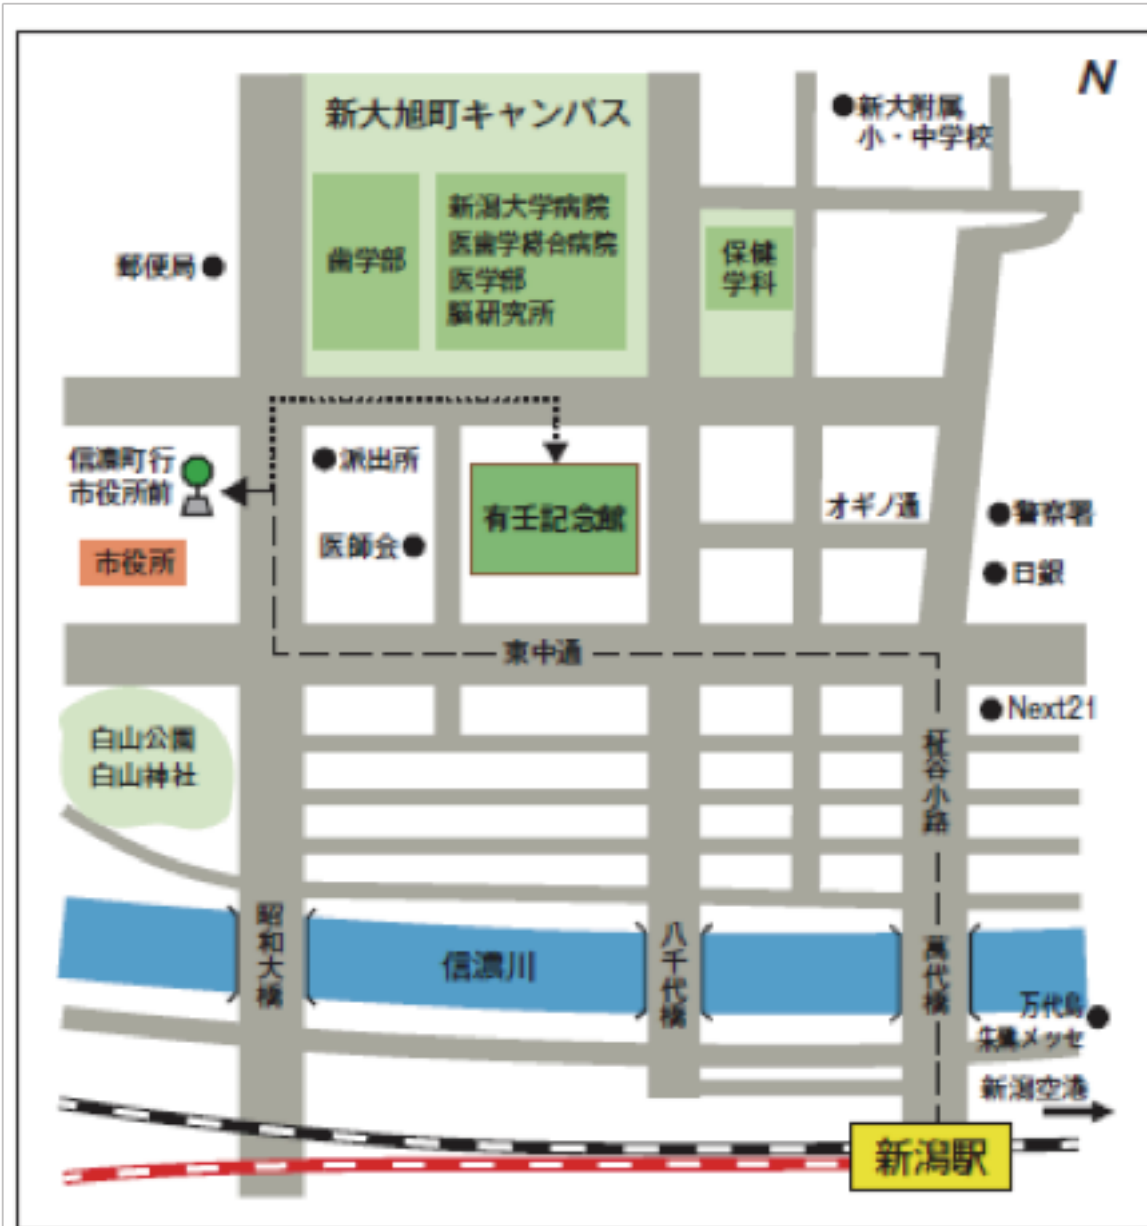 N
新大旭町キャンパス
新大附属
小・中学校
歯学部
新潟大学病院
医歯学総合病院
医学部
脳研究所
保健
学科
郵便局
信濃町行
市役所前
派出所
有壬記念館
オギノ通
警察署
医師会
市役所
日銀
東中通
Next21
白山公園
白山神社
柾谷小路
昭和大橋
信濃川
八千代橋
萬代橋
万代島
朱鷺メッセ
新潟空港
新潟駅